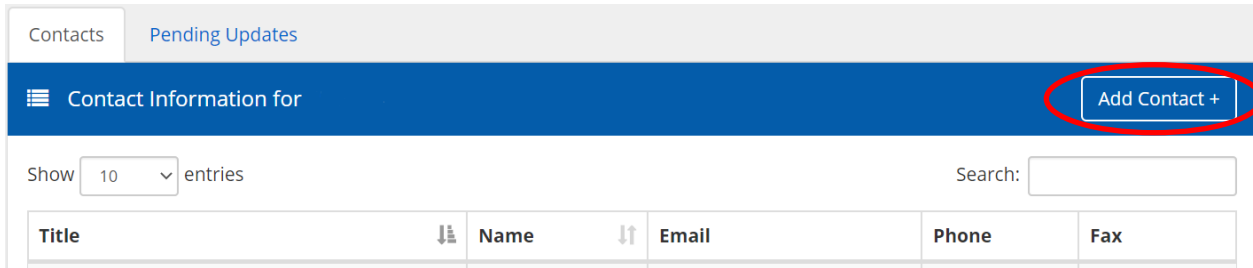 Contacts Pending Updates
Contact Information for Add Contact +
Show 10 entries Search:
Title Name Email Phone Fax